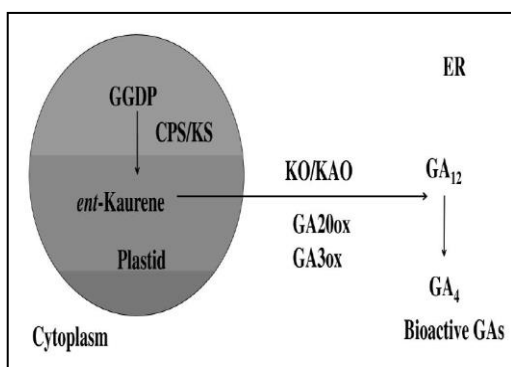 ER
GGDP
CPS/KS
KO/KAO
GA₁₂
ent-Kaurene
GA20ox
GA3ox
Plastid
GA₄
Cytoplasm
Bioactive GAs